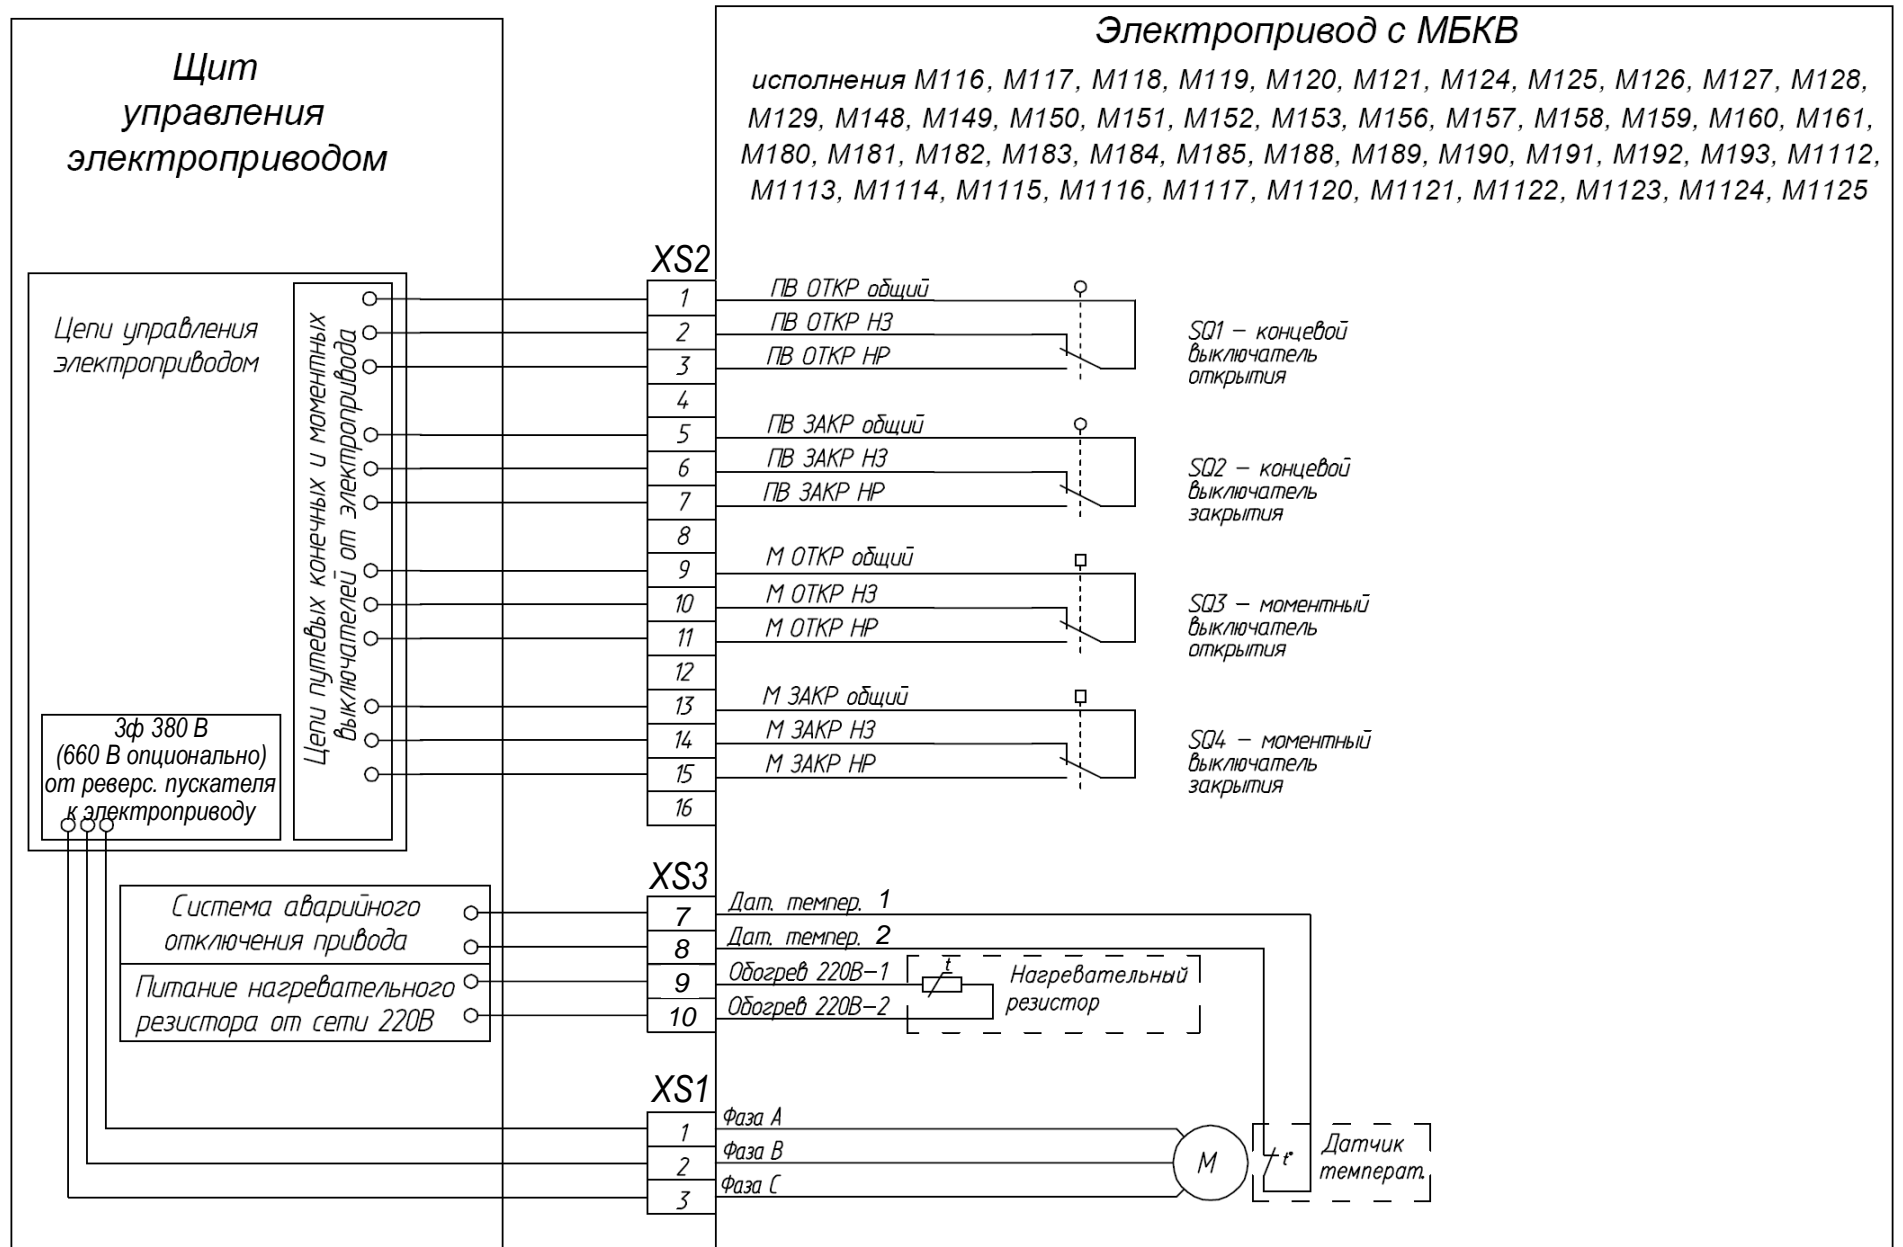 Щит
управления
электроприводом
Электропривод с МБКВ
исполнения М116, М117, М118, М119, М120, М121, М124, М125, М126, М127, М128,
М129, М148, М149, М150, М151, М152, М153, М156, М157, М158, М159, М160, М161,
М180, М181, М182, М183, М184, М185, М188, М189, М190, М191, М192, М193, М1112,
М1113, М1114, М1115, М1116, М1117, М1120, М1121, М1122, М1123, М1124, М1125
Цепи управления
электроприводом
Цепи путевых конечных и моментных
выключателей от электропривода
3ф 380 В
(660 В опционально)
от реверс. пускателя
к электроприводу
XS2
1
2
3
4
5
6
7
8
9
10
11
12
13
14
15
16
ПВ ОТКР общий
ПВ ОТКР НЗ
ПВ ОТКР НР
SQ1 – концевой
выключатель
открытия
ПВ ЗАКР общий
ПВ ЗАКР НЗ
ПВ ЗАКР НР
SQ2 – концевой
выключатель
закрытия
М ОТКР общий
М ОТКР НЗ
М ОТКР НР
SQ3 – моментный
выключатель
открытия
М ЗАКР общий
М ЗАКР НЗ
М ЗАКР НР
SQ4 – моментный
выключатель
закрытия
Система аварийного
отключения привода
Питание нагревательного
резистора от сети 220В
XS3
7
8
9
10
Дат. темпер. 1
Дат. темпер. 2
Обогрев 220В–1
Обогрев 220В–2
t
Нагревательный
резистор
XS1
1
2
3
Фаза А
Фаза В
Фаза С
М
t°
Датчик
температ.